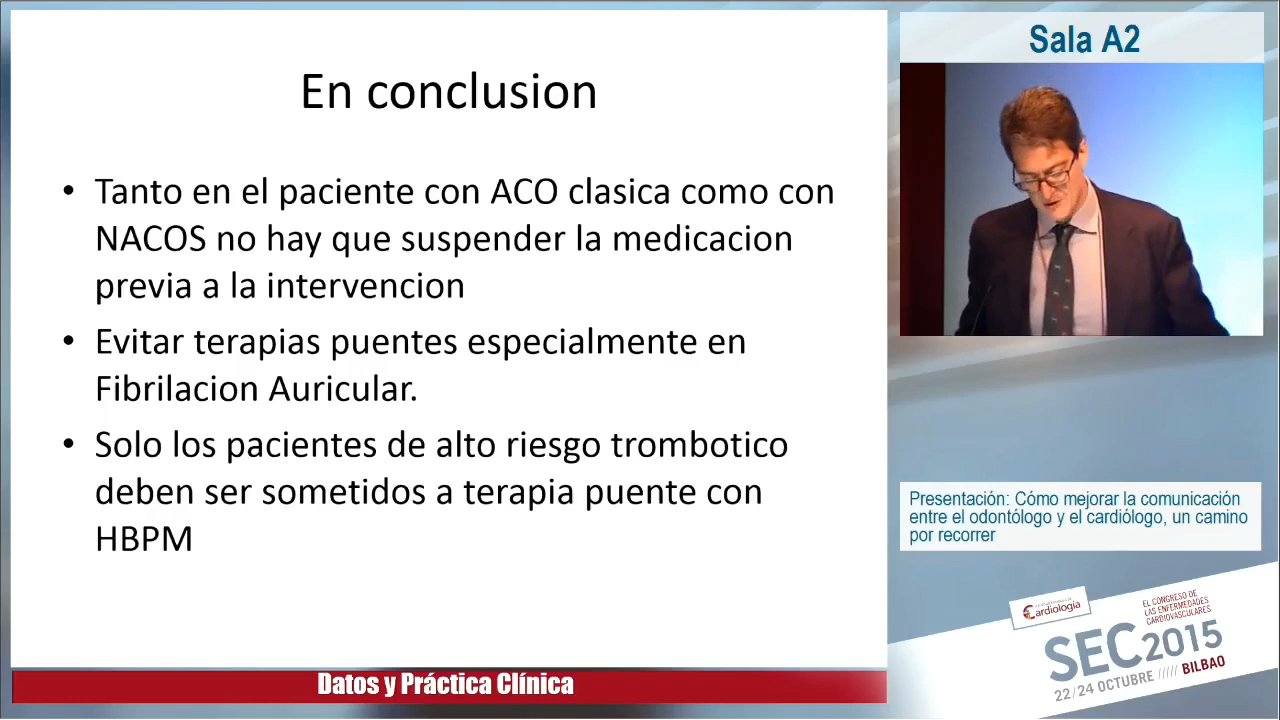 En conclusion
• Tanto en el paciente con ACO clasica como con
NACOS no hay que suspender la medicacion
previa a la intervencion
• Evitar terapias puentes especialmente en
Fibrilacion Auricular.
• Solo los pacientes de alto riesgo trombotico
deben ser sometidos a terapia puente con
HBPM
Datos y Práctica Clínica
Sala A2
Presentación: Cómo mejorar la comunicación
entre el odontólogo y el cardiólogo, un camino
por recorrer
Cardiología
EL CONGRESO DE
LAS ENFERMEDADES
CARDIOVASCULARES
SEC2015
22/24 OCTUBRE ///// BILBAO